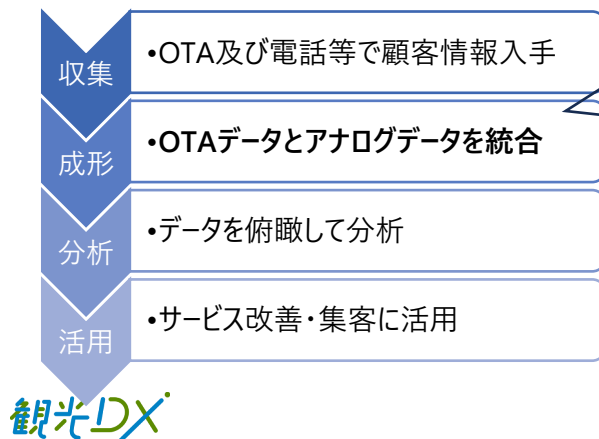 収集
•OTA及び電話等で顧客情報入手
成形
•OTAデータとアナログデータを統合
分析
•データを俯瞰して分析
活用
•サービス改善・集客に活用
観光DX